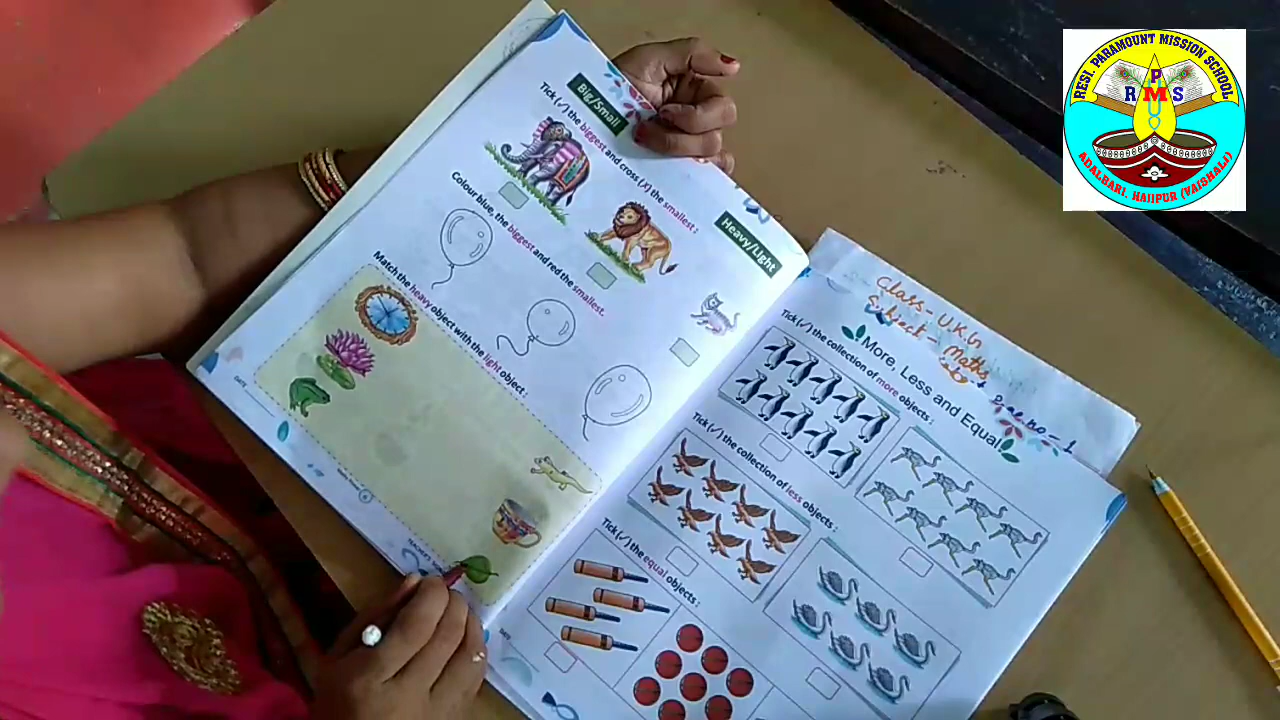 Big/Small
Tick (✓) the biggest and cross (✗) the smallest :
Colour blue, the biggest and red the smallest.
Heavy/Light
Match the heavy object with the light object :
DATE
Class - U.K.G
Subject - Maths
More, Less and Equal
Tick (✓) the collection of more objects :
Tick (✓) the collection of less objects :
Tick (✓) the equal objects :
DATE
RESI. PARAMOUNT MISSION SCHOOL
P
R M S
ADALBARI, HAJIPUR (VAISHALI)